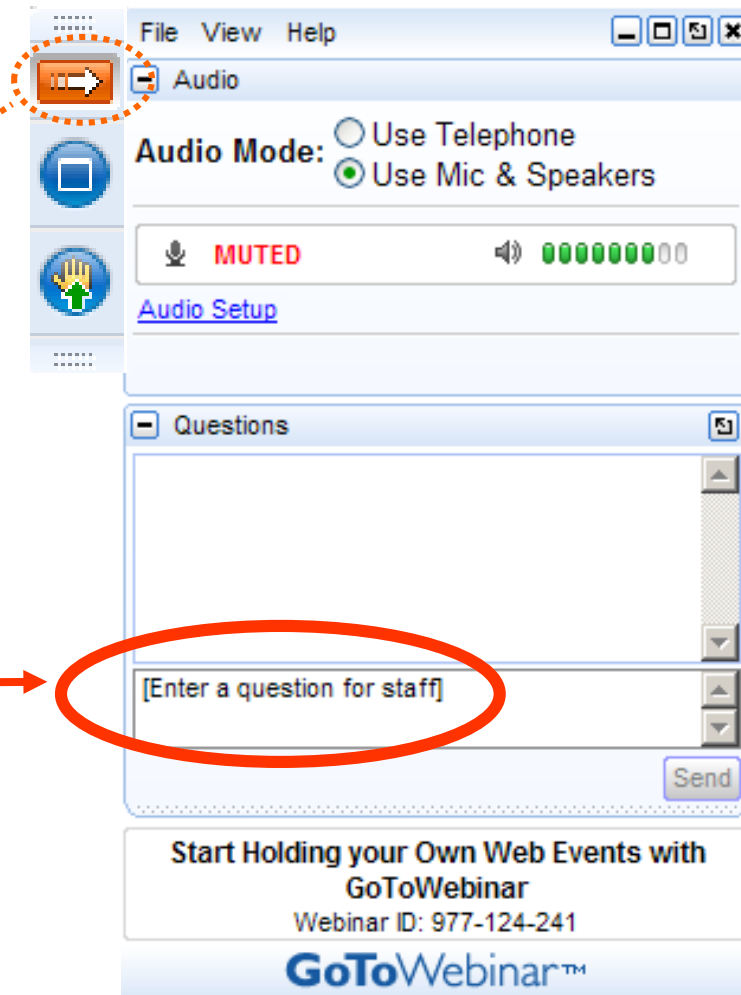 File View Help
Audio
Audio Mode:
Use Telephone
Use Mic & Speakers
MUTED
Audio Setup
Questions
[Enter a question for staff]
Send
Start Holding your Own Web Events with
GoToWebinar
Webinar ID: 977-124-241
GoToWebinar™